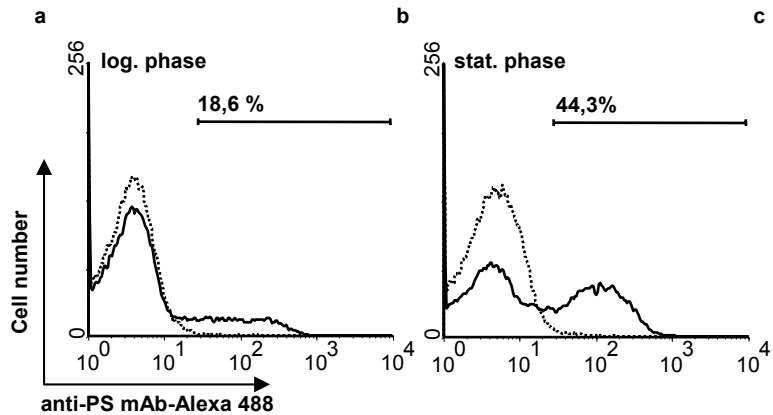 a
b
c
log. phase
stat. phase
256
256
18,6 %
44,3%
Cell number
0
0
10^0 10^1 10^2 10^3 10^4
10^0 10^1 10^2 10^3 10^4
anti-PS mAb-Alexa 488